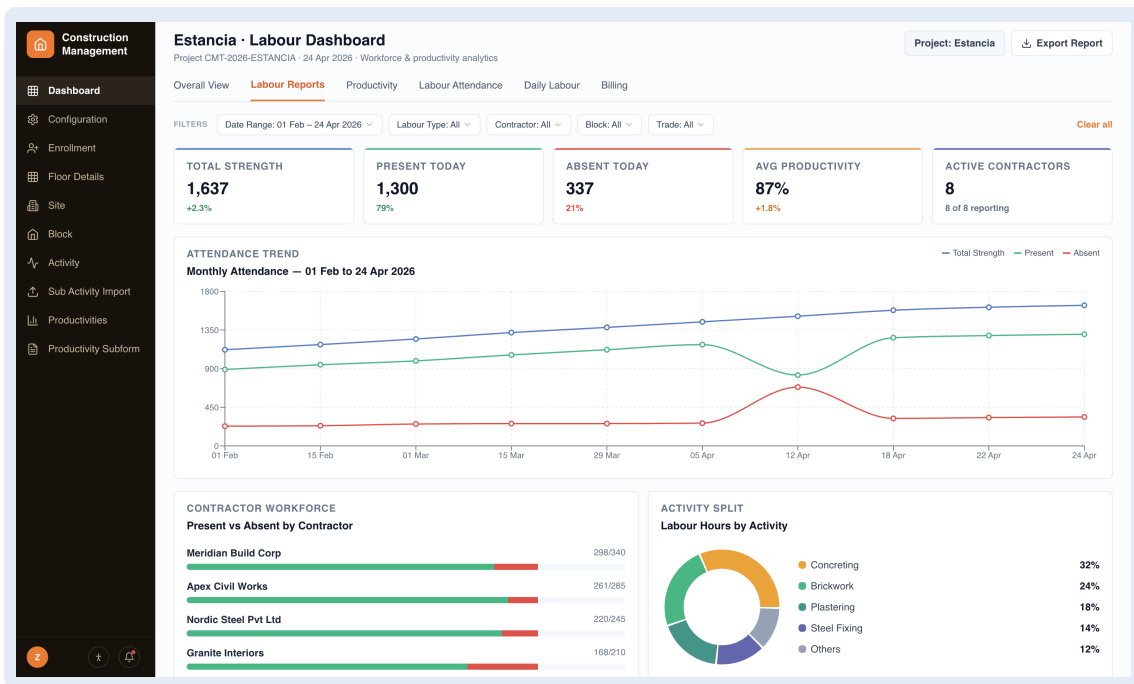 Construction
Management
Dashboard
Configuration
Enrollment
Floor Details
Site
Block
Activity
Sub Activity Import
Productivities
Productivity Subform
Z
Estancia · Labour Dashboard
Project CMT-2026-ESTANCIA · 24 Apr 2026 · Workforce & productivity analytics
Project: Estancia
Export Report
Overall View Labour Reports Productivity Labour Attendance Daily Labour Billing
FILTERS Date Range: 01 Feb – 24 Apr 2026 Labour Type: All Contractor: All Block: All Trade: All Clear all
TOTAL STRENGTH
1,637
+2.3%
PRESENT TODAY
1,300
79%
ABSENT TODAY
337
21%
AVG PRODUCTIVITY
87%
+1.8%
ACTIVE CONTRACTORS
8
8 of 8 reporting
ATTENDANCE TREND
Monthly Attendance — 01 Feb to 24 Apr 2026
Total Strength Present Absent
1800
1350
900
450
0
01 Feb 15 Feb 01 Mar 15 Mar 29 Mar 05 Apr 12 Apr 18 Apr 22 Apr 24 Apr
CONTRACTOR WORKFORCE
Present vs Absent by Contractor
Meridian Build Corp 298/340
Apex Civil Works 261/285
Nordic Steel Pvt Ltd 220/245
Granite Interiors 168/210
ACTIVITY SPLIT
Labour Hours by Activity
Concreting 32%
Brickwork 24%
Plastering 18%
Steel Fixing 14%
Others 12%